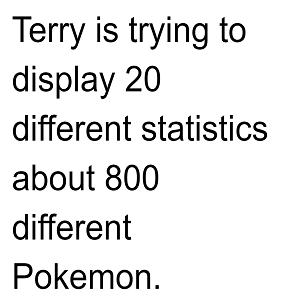 Terry is trying to
display 20
different statistics
about 800
different
Pokemon.